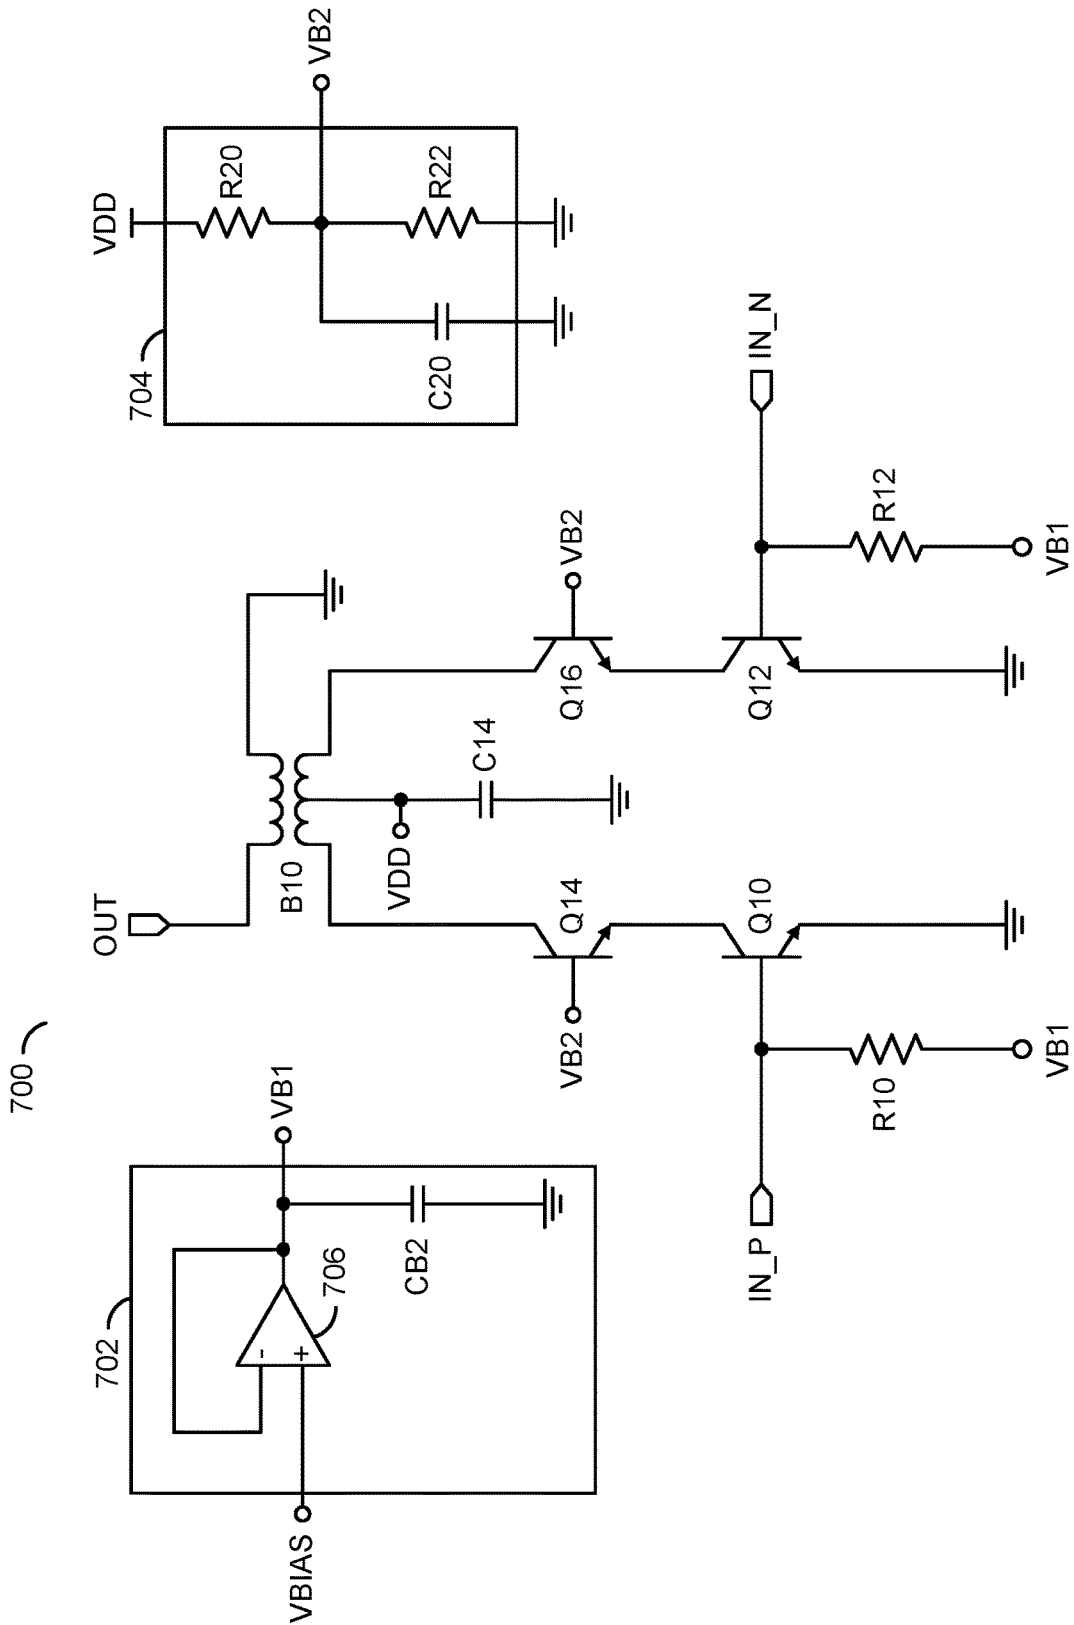 700
702
VBIAS
-
+
706
CB2
VB1
OUT
B10
VDD
C14
VB2
Q14
Q16
VB2
IN_P
Q10
Q12
IN_N
R10
VB1
R12
VB1
704
VDD
R20
VB2
C20
R22